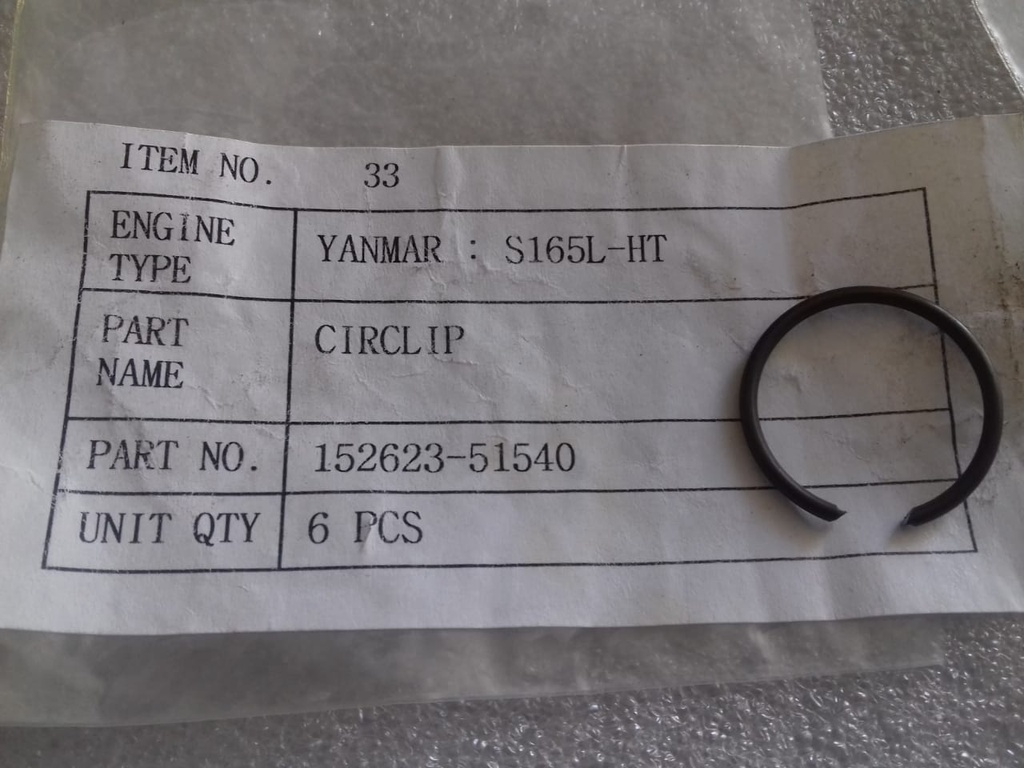 ITEM NO. 33
ENGINE TYPE YANMAR : S165L-HT
PART NAME CIRCLIP
PART NO. 152623-51540
UNIT QTY 6 PCS